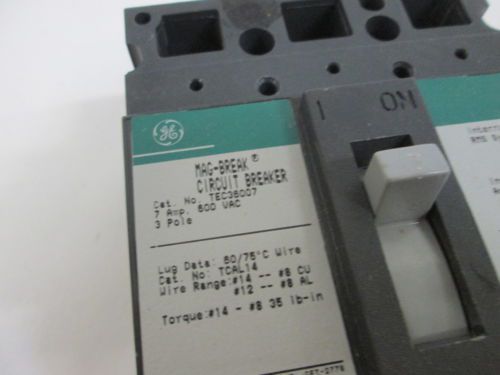 GE
MAG-BREAK®
CIRCUIT BREAKER
Cat. No. TEC36007
7 Amp. 600 VAC
3 Pole
Lug Data: 60/75°C Wire
Cat. No: TCAL14
Wire Range:#14 -- #8 CU
#12 -- #8 AL
Torque:#14 - #8 35 lb-in
I ON
RMS